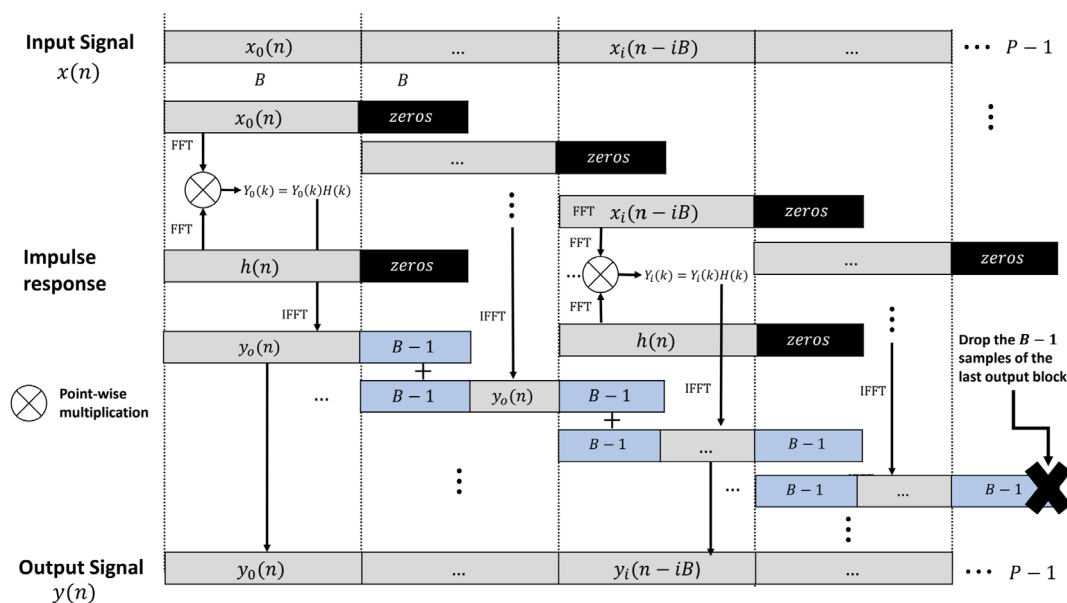 Input Signal
x(n)
x_0(n)
...
x_i(n − iB)
...
... P − 1
B
B
x_0(n)
zeros
FFT
...
zeros
Y_0(k) = Y_0(k)H(k)
FFT
FFT
x_i(n − iB)
zeros
FFT
Impulse
response
h(n)
zeros
...
zeros
...
Y_i(k) = Y_i(k)H(k)
FFT
IFFT
IFFT
h(n)
zeros
y_o(n)
B − 1
+
Drop the B − 1
samples of the
last output block
IFFT
Point-wise
multiplication
...
B − 1
y_o(n)
B − 1
+
B − 1
...
B − 1
...
B − 1
...
B − 1
Output Signal
y(n)
y_0(n)
...
y_i(n − iB)
...
... P − 1